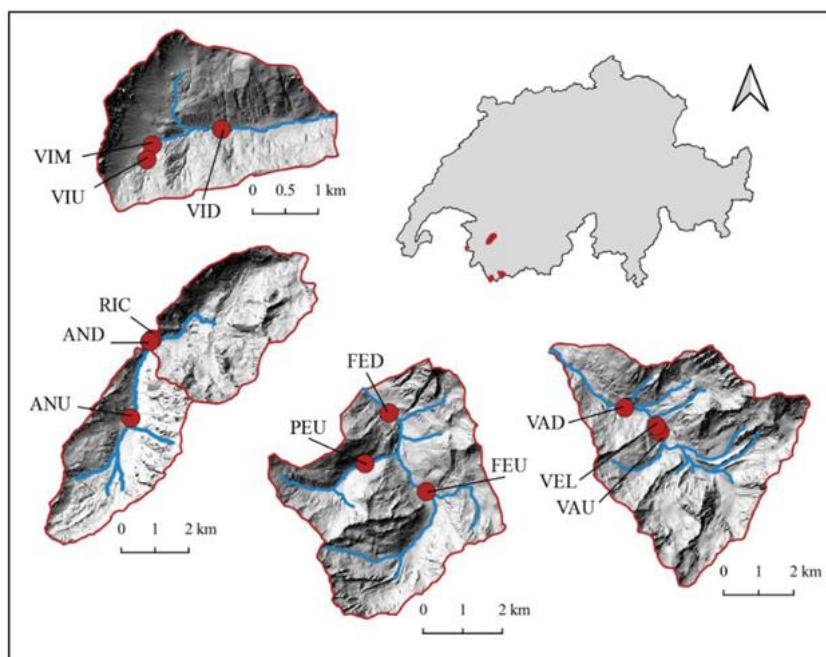 VIM
VIU
VID
0 0.5 1 km
RIC
AND
ANU
0 1 2 km
FED
PEU
FEU
0 1 2 km
VAD
VEL
VAU
0 1 2 km